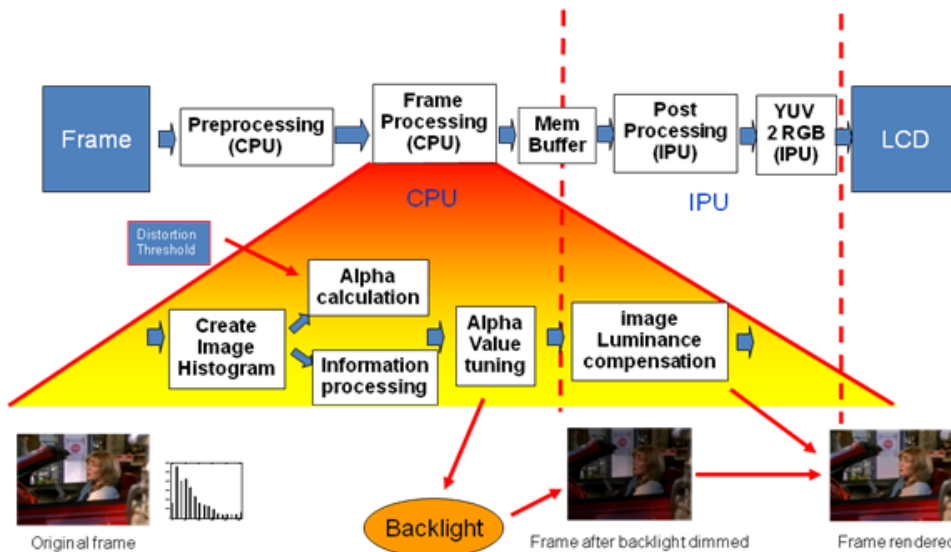 Frame
Preprocessing
(CPU)
Frame
Processing
(CPU)
Mem
Buffer
Post
Processing
(IPU)
YUV
2 RGB
(IPU)
LCD
CPU
IPU
Distortion
Threshold
Alpha
calculation
Create
Image
Histogram
Information
processing
Alpha
Value
tuning
image
Luminance
compensation
Backlight
Original frame
Frame after backlight dimmed
Frame rendered